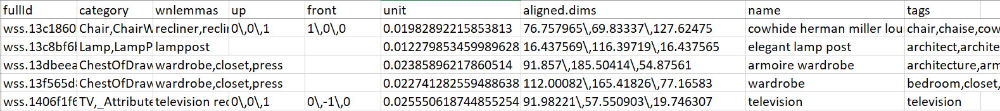 fullId category wnlemmas up front unit aligned.dims name tags
wss.13c1860 Chair,ChairW recliner,reclin 0\,0\,1 1\,0\,0 0.01982892215853813 76.757965\,69.83337\,127.62475 cowhide herman miller lou chair,chaise,cow
wss.13c8bf6b Lamp,LampP lamppost 0.012279853459989628 16.437569\,116.39719\,16.437565 elegant lamp post architect,archite
wss.13dbeea ChestOfDraw wardrobe,closet,press 0.02385896217860514 91.857\,185.50414\,54.87561 armoire wardrobe architecture,arm
wss.13f565d8 ChestOfDraw wardrobe,closet,press 0.022741282559488638 112.00082\,165.41826\,77.16583 wardrobe bedroom,closet,
wss.1406f1f6 TV,_Attribute television rec 0\,0\,1 0\,-1\,0 0.025550618744855254 91.98221\,57.550903\,19.746307 television television